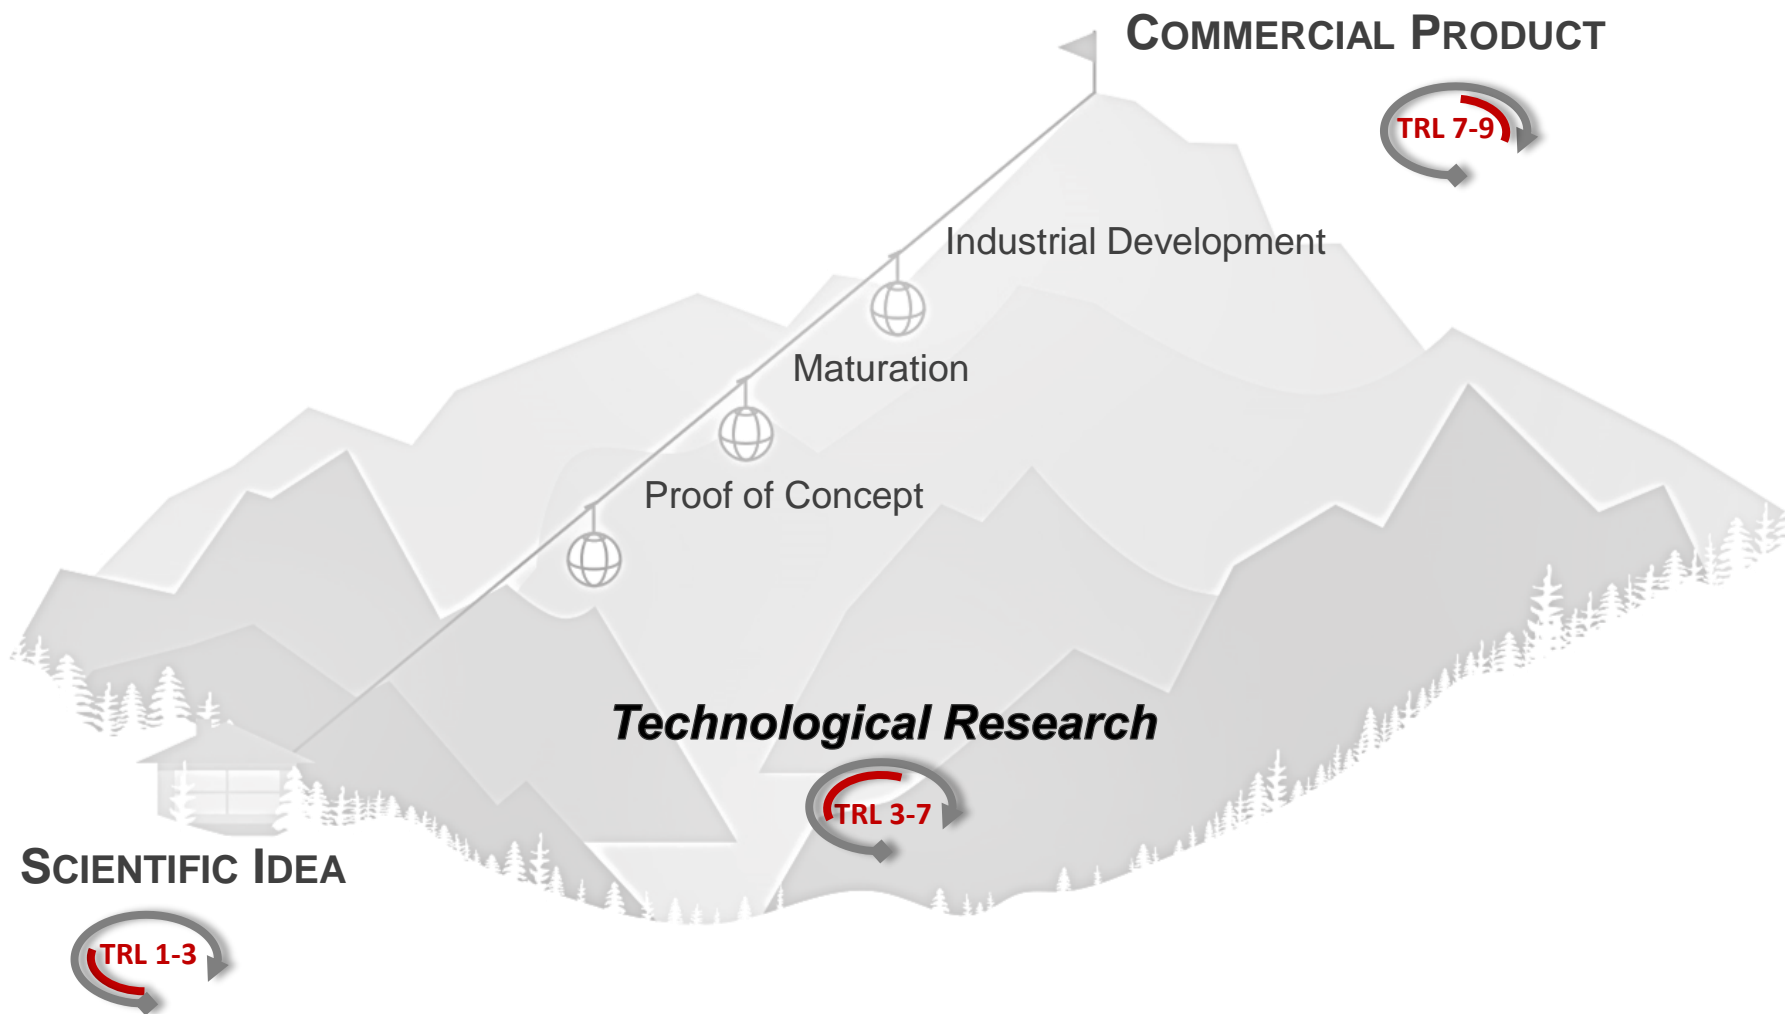 COMMERCIAL PRODUCT
TRL 7-9
Industrial Development
Maturation
Proof of Concept
Technological Research
TRL 3-7
SCIENTIFIC IDEA
TRL 1-3